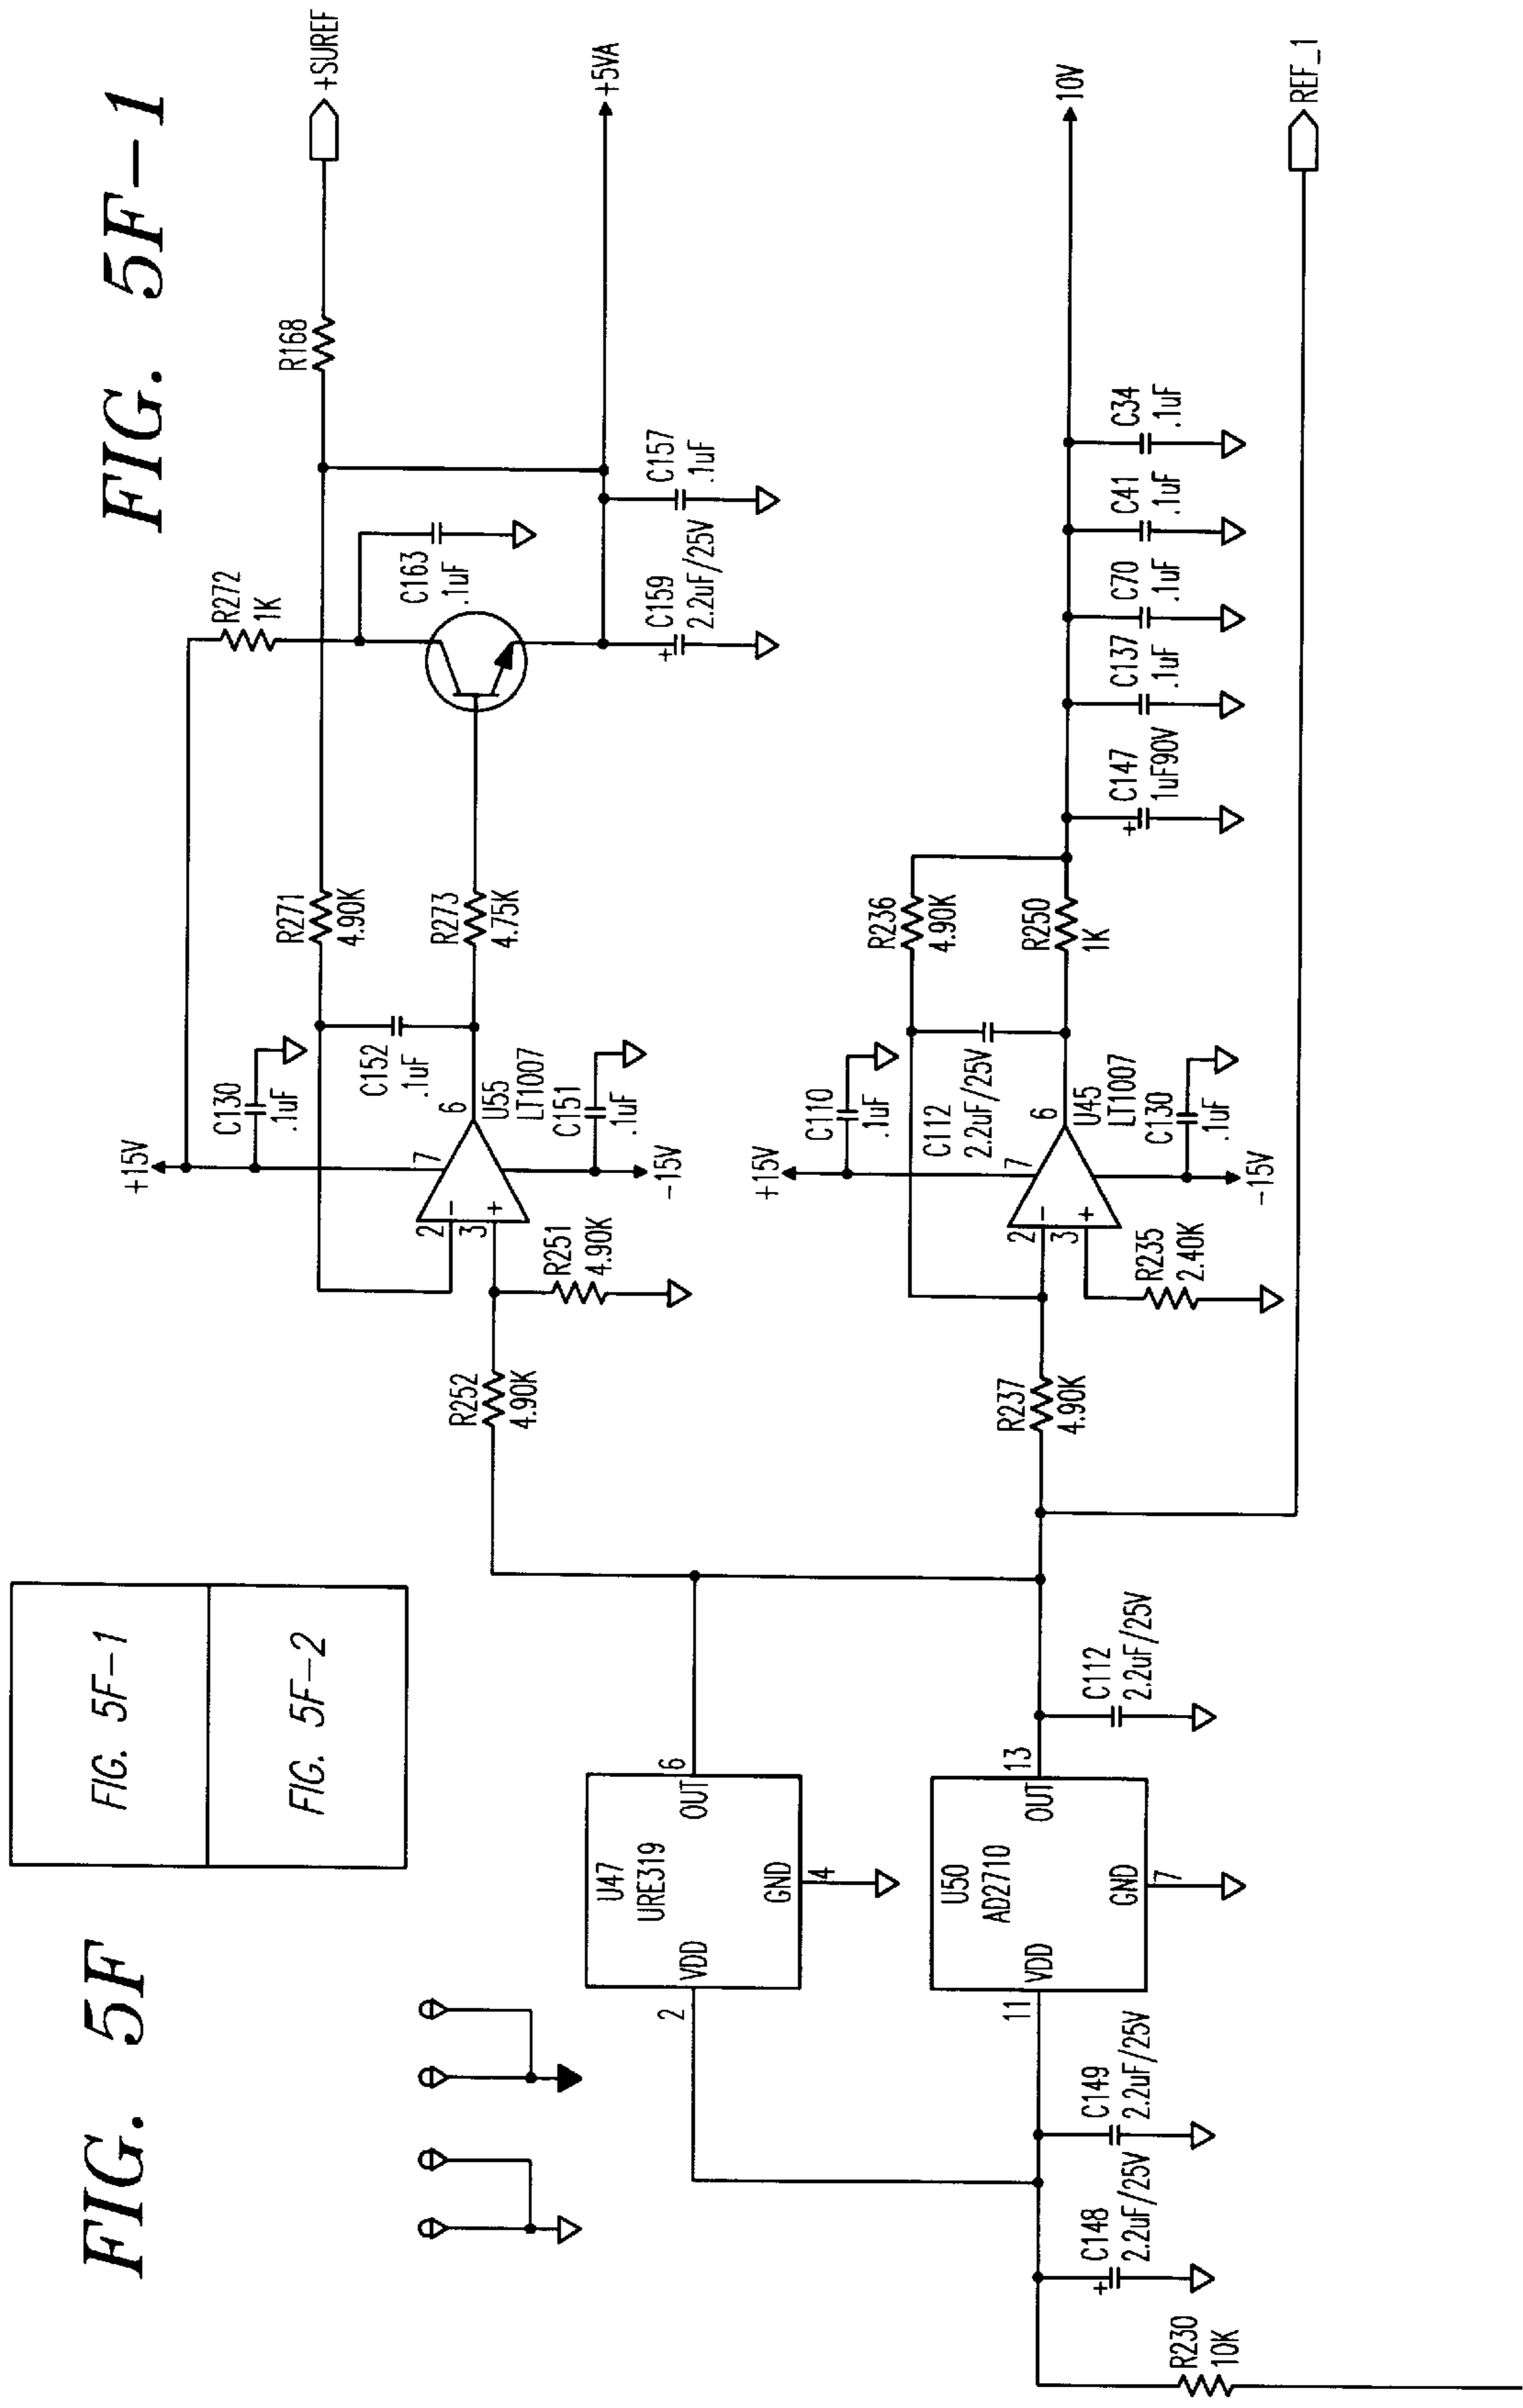 FIG. 5F
FIG. 5F-1
FIG. 5F-2
FIG. 5F-1
+15V
C130
.1uF
R272
1K
R271
4.90K
R168
+SUREF
C152
.1uF
C163
.1uF
2
-
3
+
7
6
U55
LT1007
R273
4.75K
C151
.1uF
-15V
R252
4.90K
R251
4.90K
+
C159
2.2uF/25V
C157
.1uF
+5VA
U47
URE319
VDD
OUT
GND
2
6
4
+15V
C110
.1uF
C112
2.2uF/25V
R236
4.90K
2
-
3
+
7
6
U45
LT1007
R250
1K
C130
.1uF
-15V
R237
4.90K
R235
2.40K
+
C147
1uF90V
C137
.1uF
C70
.1uF
C41
.1uF
C34
.1uF
10V
U50
AD2710
VDD
OUT
GND
11
13
7
+
C148
2.2uF/25V
C149
2.2uF/25V
C112
2.2uF/25V
R230
10K
REF_1